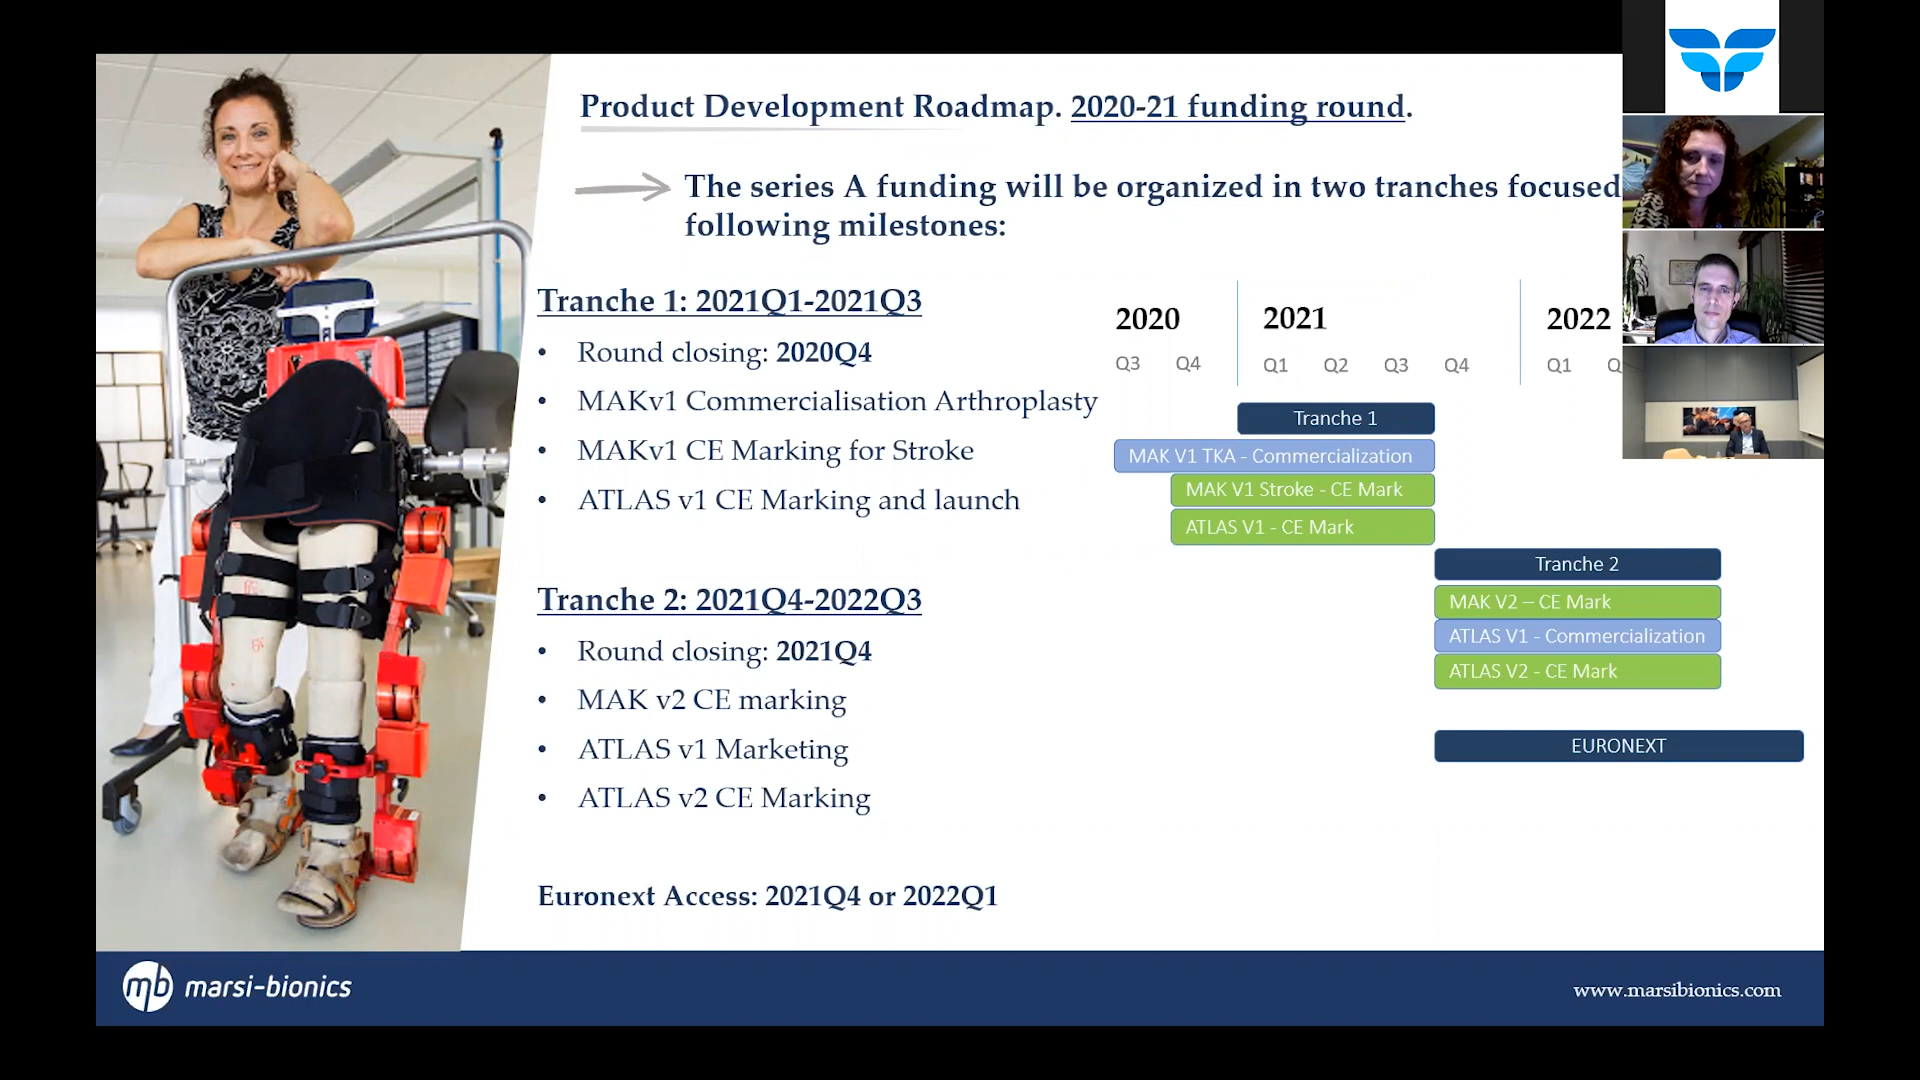 Product Development Roadmap. 2020-21 funding round.
The series A funding will be organized in two tranches focused
following milestones:
Tranche 1: 2021Q1-2021Q3
• Round closing: 2020Q4
• MAKv1 Commercialisation Arthroplasty
• MAKv1 CE Marking for Stroke
• ATLAS v1 CE Marking and launch
Tranche 2: 2021Q4-2022Q3
• Round closing: 2021Q4
• MAK v2 CE marking
• ATLAS v1 Marketing
• ATLAS v2 CE Marking
Euronext Access: 2021Q4 or 2022Q1
2020 2021 2022
Q3 Q4 Q1 Q2 Q3 Q4 Q1
Tranche 1
MAK V1 TKA - Commercialization
MAK V1 Stroke - CE Mark
ATLAS V1 - CE Mark
Tranche 2
MAK V2 – CE Mark
ATLAS V1 - Commercialization
ATLAS V2 - CE Mark
EURONEXT
mb marsi-bionics
www.marsibionics.com